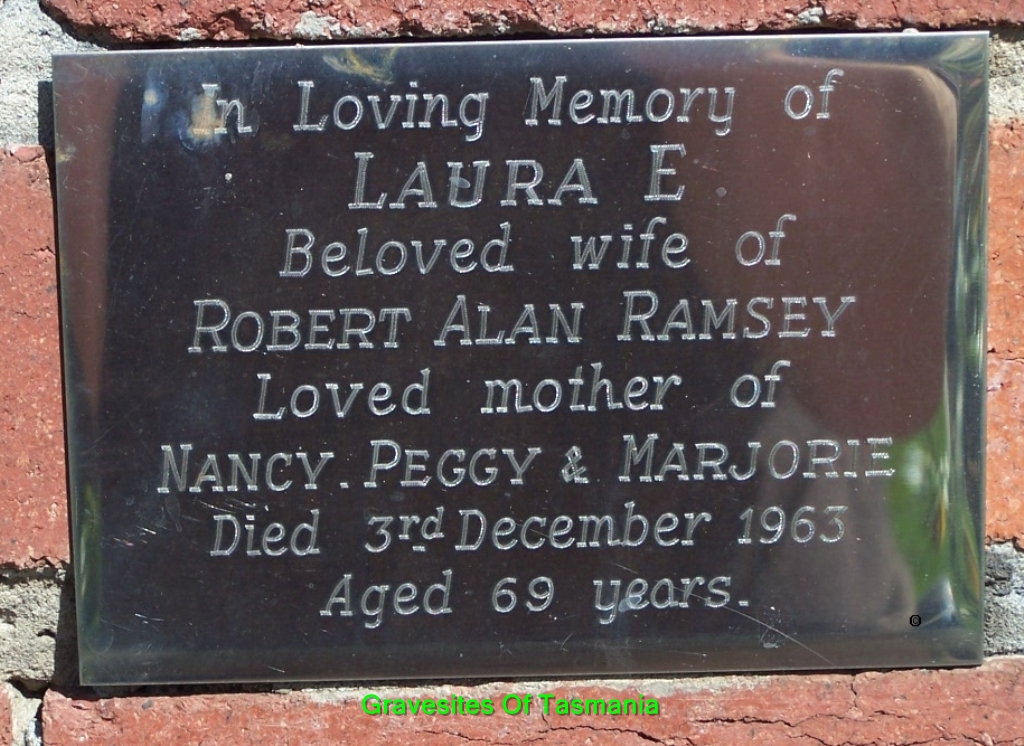 In Loving Memory of
LAURA E
Beloved wife of
ROBERT ALAN RAMSEY
Loved mother of
NANCY. PEGGY & MARJORIE
Died 3rd December 1963
Aged 69 years.
©
Gravesites Of Tasmania